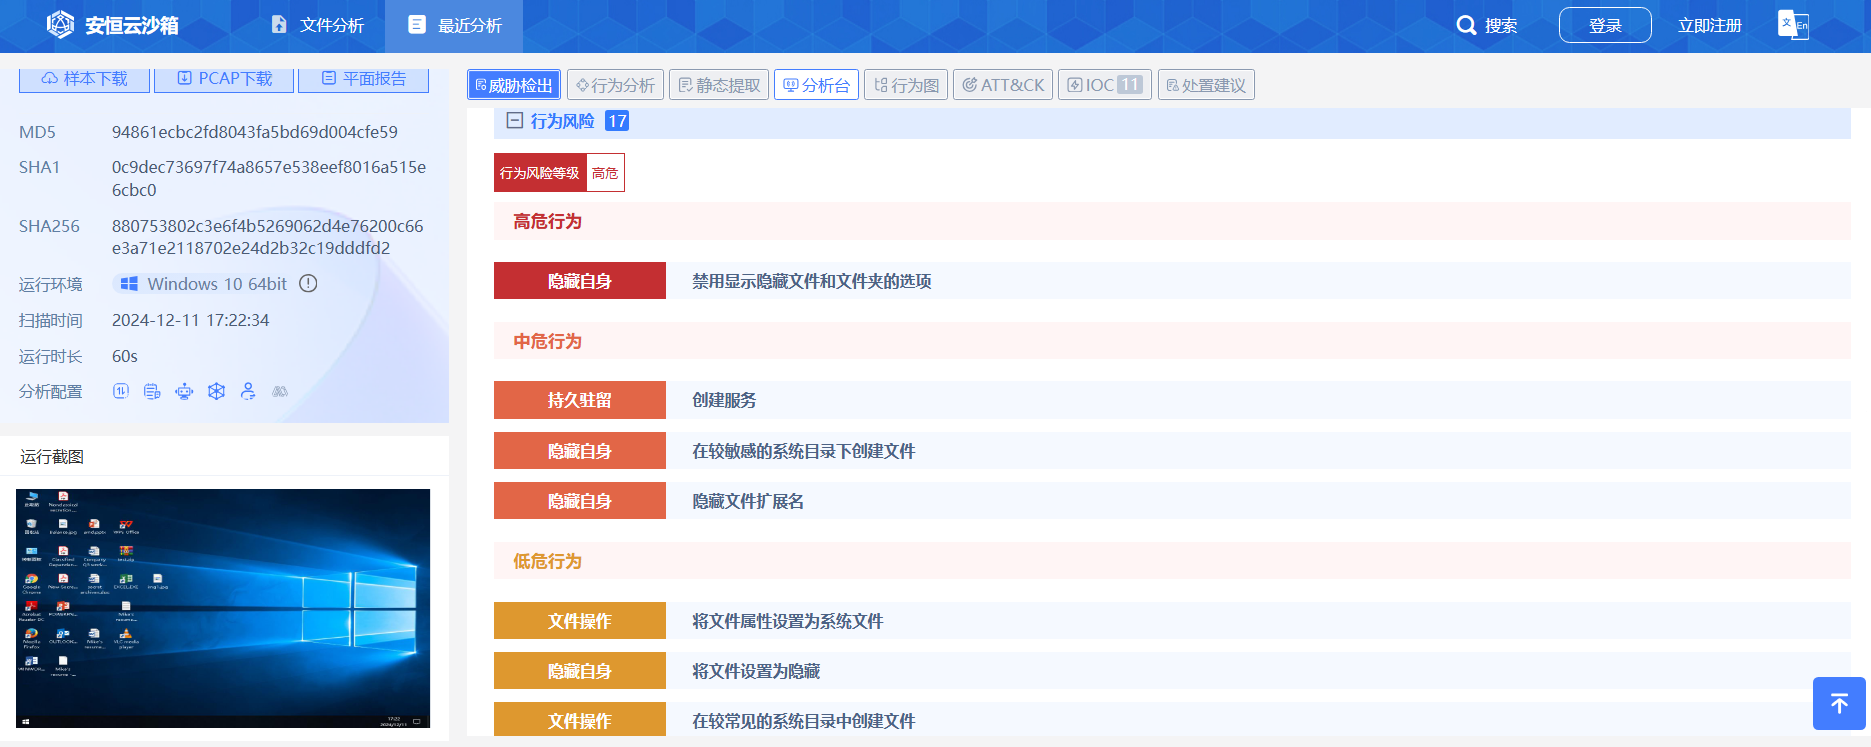 安恒云沙箱
文件分析
最近分析
搜索
登录
立即注册
文 En
样本下载
PCAP下载
平面报告
MD5 94861ecbc2fd8043fa5bd69d004cfe59
SHA1 0c9dec73697f74a8657e538eef8016a515e
6cbc0
SHA256 880753802c3e6f4b5269062d4e76200c66
e3a71e2118702e24d2b32c19dddfd2
运行环境 Windows 10 64bit
扫描时间 2024-12-11 17:22:34
运行时长 60s
分析配置
运行截图
威胁检出
行为分析
静态提取
分析台
行为图
ATT&CK
IOC 11
处置建议
行为风险 17
行为风险等级 高危
高危行为
隐藏自身 禁用显示隐藏文件和文件夹的选项
中危行为
持久驻留 创建服务
隐藏自身 在较敏感的系统目录下创建文件
隐藏自身 隐藏文件扩展名
低危行为
文件操作 将文件属性设置为系统文件
隐藏自身 将文件设置为隐藏
文件操作 在较常见的系统目录中创建文件